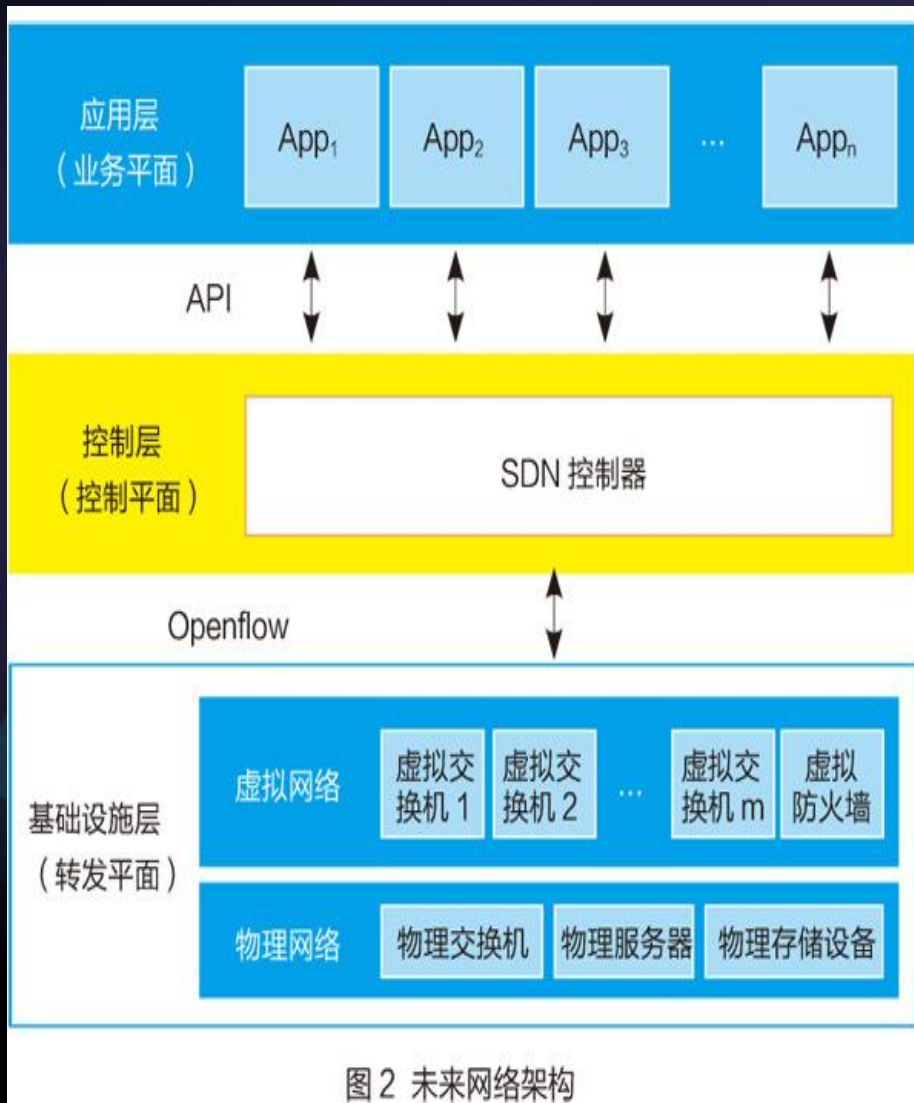 应用层
（业务平面）
App₁
App₂
App₃
...
Appₙ
API
控制层
（控制平面）
SDN 控制器
Openflow
基础设施层
（转发平面）
虚拟网络
虚拟交
换机 1
虚拟交
换机 2
...
虚拟交
换机 m
虚拟
防火墙
物理网络
物理交换机
物理服务器
物理存储设备
图 2 未来网络架构